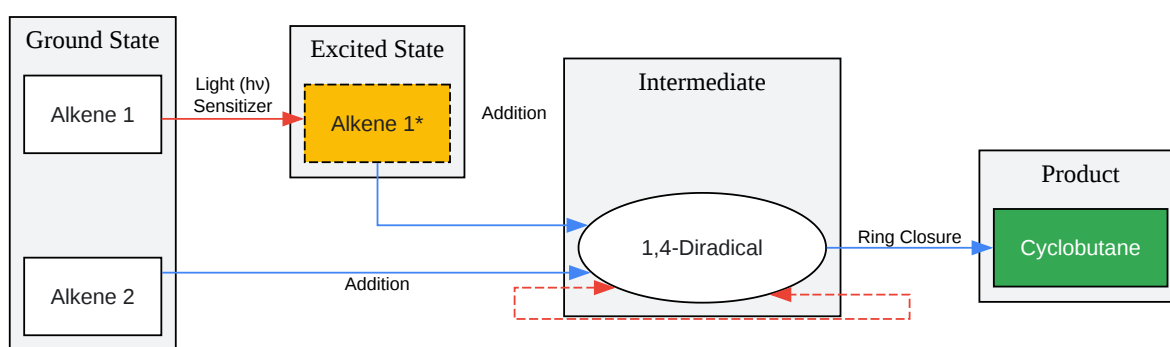 Ground State
Alkene 1
Alkene 2
Light (hν)
Sensitizer
Excited State
Alkene 1*
Addition
Addition
Intermediate
1,4-Diradical
Ring Closure
Product
Cyclobutane